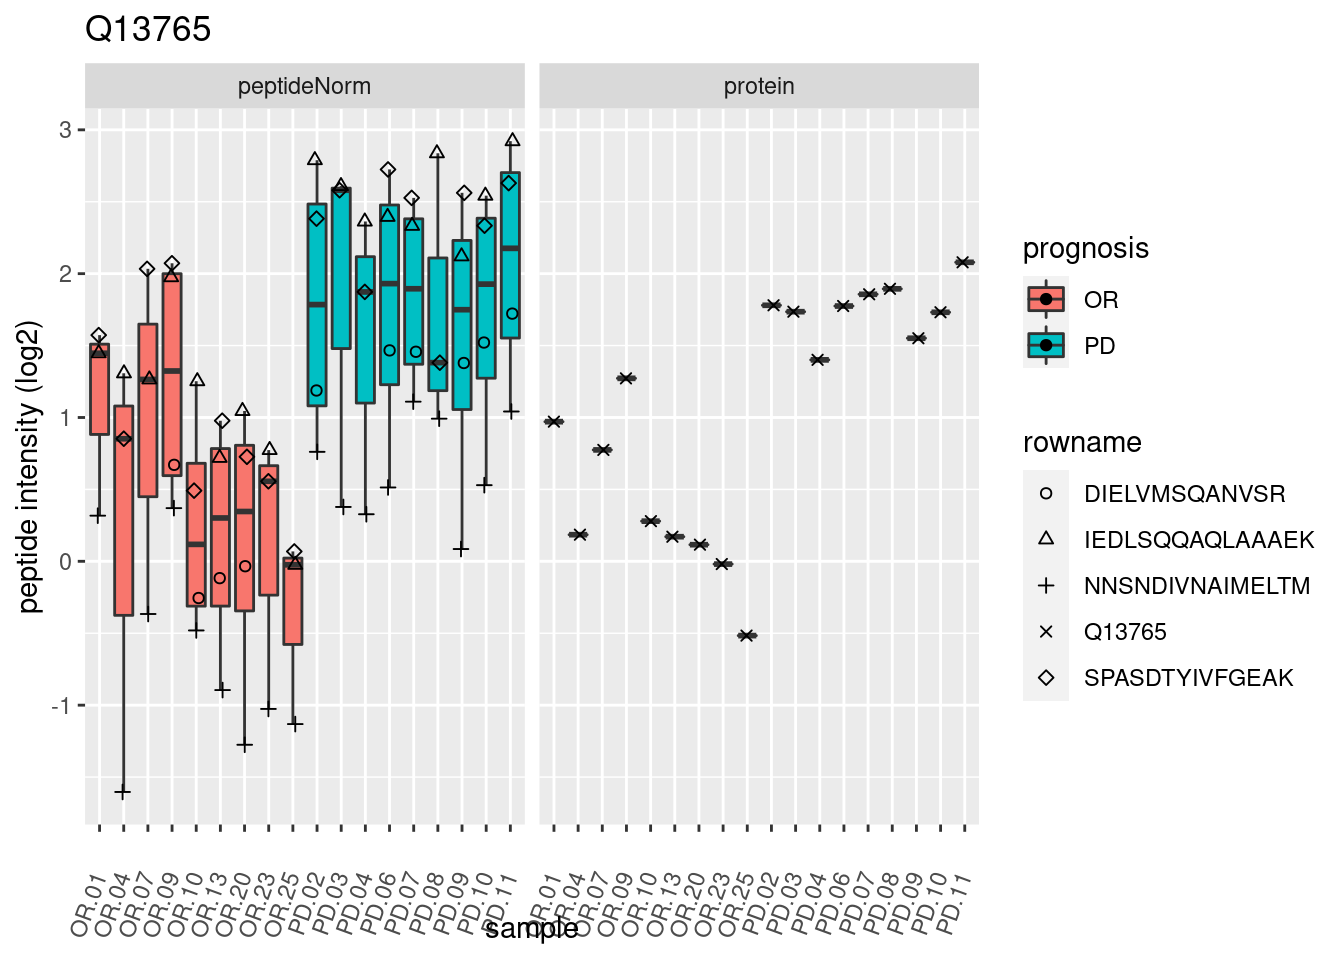 Q13765
peptideNorm
protein
3
2
1
0
-1
peptide intensity (log2)
OR.01
OR.04
OR.07
OR.09
OR.10
OR.13
OR.20
OR.23
OR.25
PD.02
PD.03
PD.04
PD.06
PD.07
PD.08
PD.09
PD.10
PD.11
OR.01
OR.04
OR.07
OR.09
OR.10
OR.13
OR.20
OR.23
OR.25
PD.02
PD.03
PD.04
PD.06
PD.07
PD.08
PD.09
PD.10
PD.11
sample
prognosis
OR
PD
rowname
DIELVMSQANVSR
IEDLSQQAQLAAAEK
NNSNDIVNAIMELTM
Q13765
SPASDTYIVFGEAK